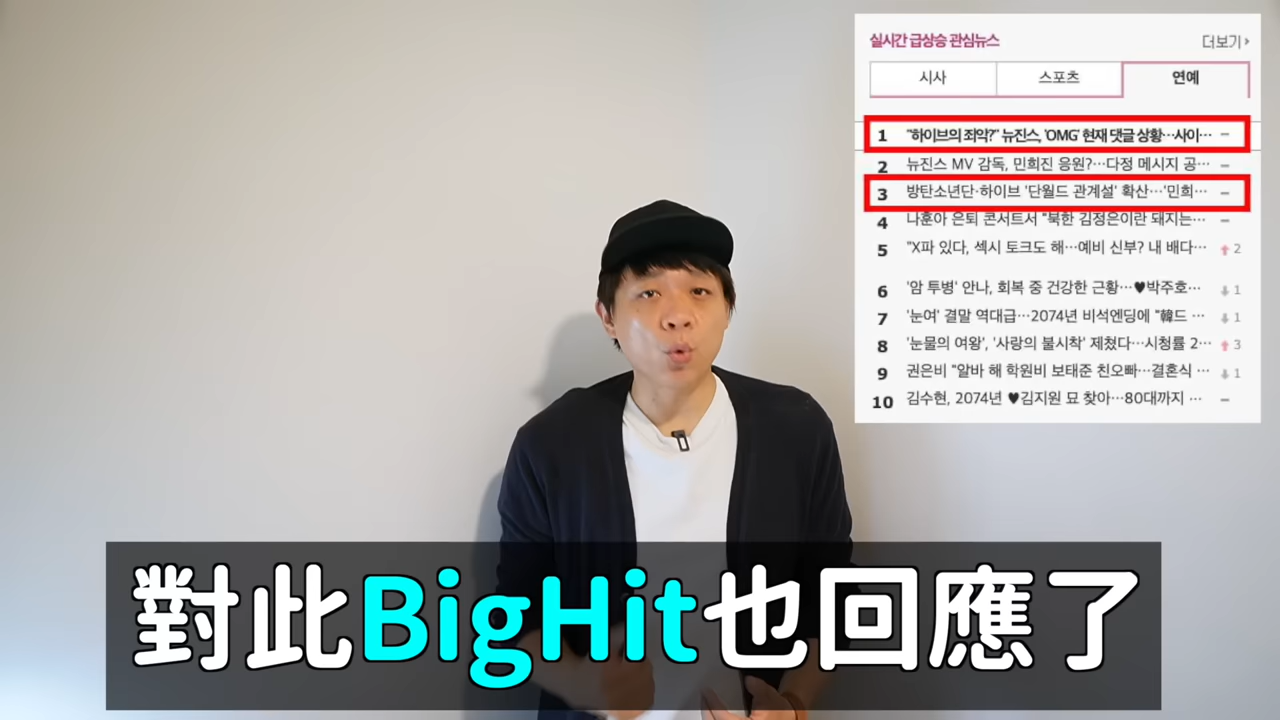 실시간 급상승 관심뉴스
더보기
시사 스포츠 연예
1 "하이브의 죄악?" 뉴진스, 'OMG' 현재 댓글 상황…사이…
2 뉴진스 MV 감독, 민희진 응원?…다정 메시지 공…
3 방탄소년단·하이브 '단월드 관계설' 확산…'민희…
4 나훈아 은퇴 콘서트서 "북한 김정은이란 돼지는…
5 "X파 있다, 섹시 토크도 해…예비 신부? 내 배다… 2
6 '암 투병' 안나, 회복 중 건강한 근황…♥박주호… 1
7 '눈여' 결말 역대급…2074년 비석엔딩에 "韓드 … 1
8 '눈물의 여왕', '사랑의 불시착' 제쳤다…시청률 2… 3
9 권은비 "알바 해 학원비 보태준 친오빠…결혼식 … 1
10 김수현, 2074년 ♥김지원 묘 찾아…80대까지 …
對此BigHit也回應了